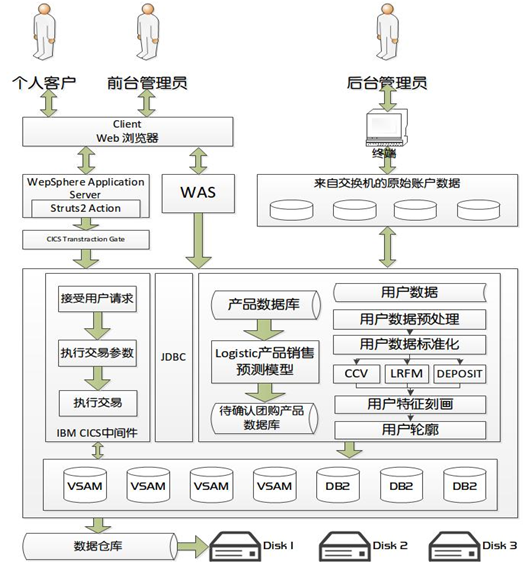 个人客户
前台管理员
后台管理员
Client
Web 浏览器
终端
WepSphere Application
Server
Struts2 Action
WAS
来自交换机的原始账户数据
CICS Transtraction Gate
接受用户请求
执行交易参数
执行交易
IBM CICS中间件
JDBC
产品数据库
Logistic产品销售
预测模型
待确认团购产品
数据库
用户数据
用户数据预处理
用户数据标准化
CCV
LRFM
DEPOSIT
用户特征刻画
用户轮廓
VSAM
VSAM
VSAM
VSAM
DB2
DB2
DB2
数据仓库
Disk 1
Disk 2
Disk 3